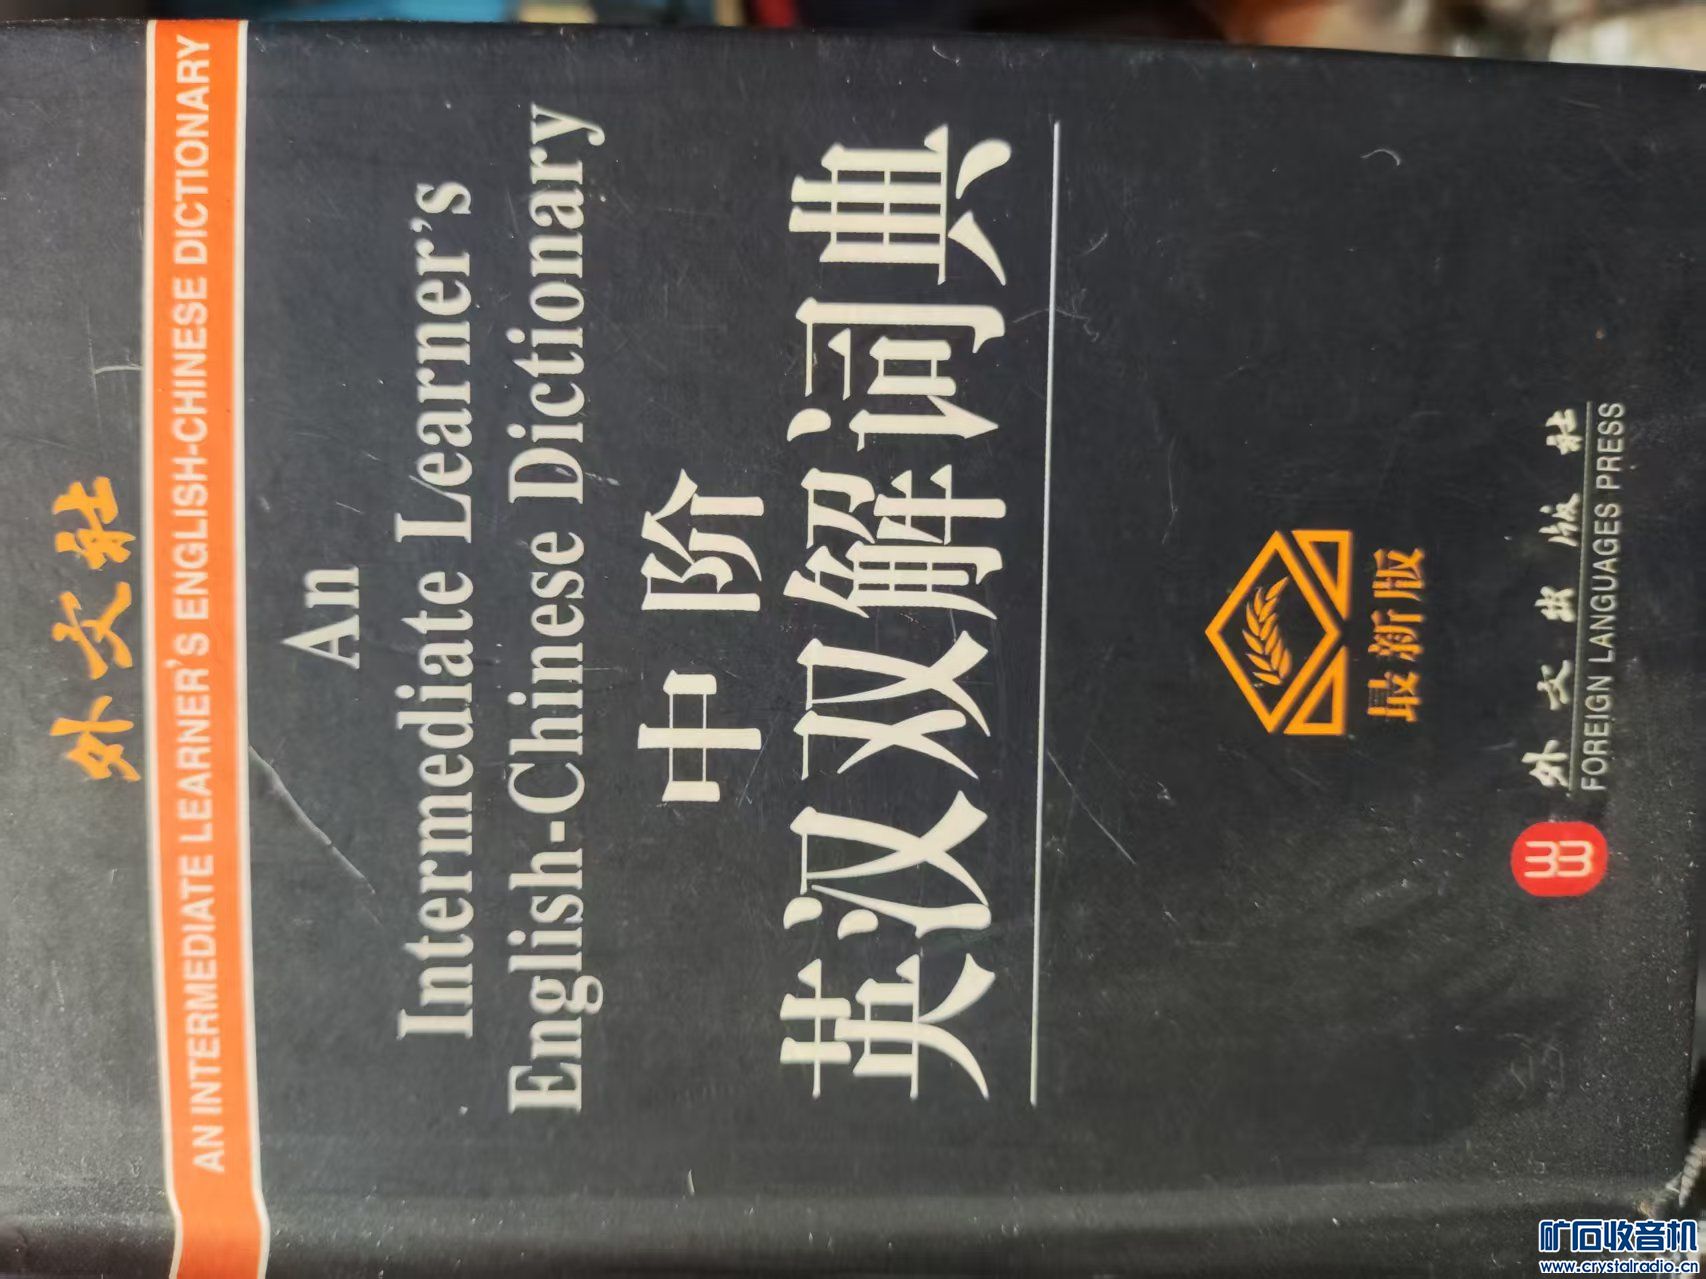 外文社
AN INTERMEDIATE LEARNER'S ENGLISH-CHINESE DICTIONARY
An
Intermediate Learner's
English-Chinese Dictionary
中 阶
英汉双解词典
最新版
外文出版社
FOREIGN LANGUAGES PRESS
矿石收音机
www.crystalradio.cn